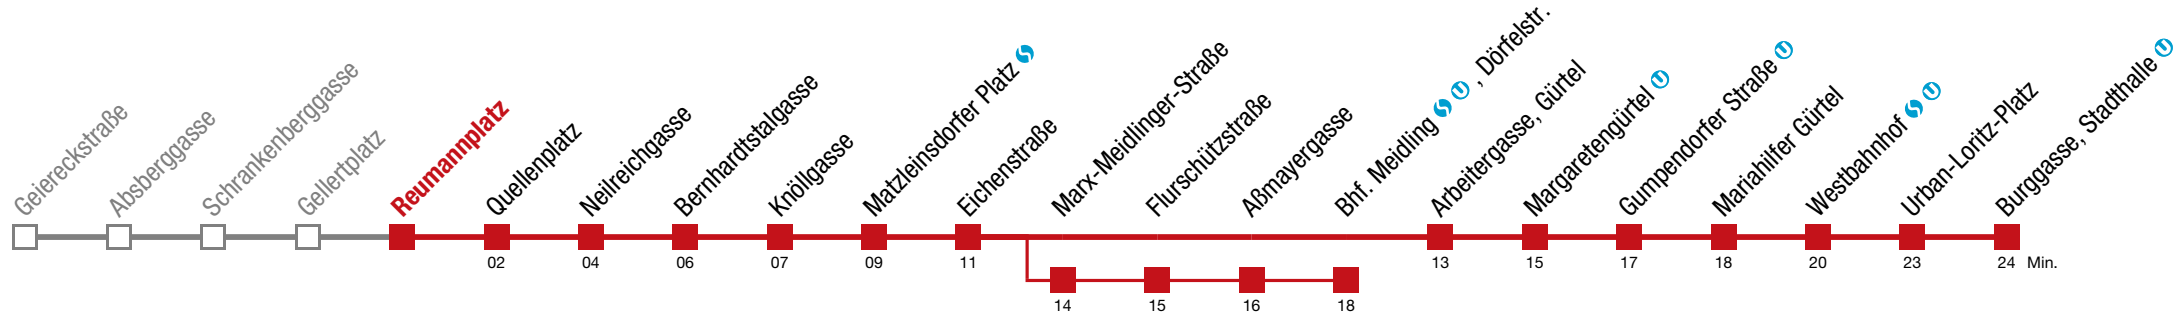 Geiereckstraße
Absberggasse
Schrankenberggasse
Gellertplatz
Reumannplatz
Quellenplatz
Neilreichgasse
Bernhardtstalgasse
Knöllgasse
Matzleinsdorfer Platz
Eichenstraße
Marx-Meidlinger-Straße
Flurschützstraße
Aßmayergasse
Bhf. Meidling S U , Dörfelstr.
Arbeitergasse, Gürtel
Margaretengürtel U
Gumpendorfer Straße U
Mariahilfer Gürtel
Westbahnhof S U
Urban-Loritz-Platz
Burggasse, Stadthalle U
02 04 06 07 09 11 13 15 17 18 20 23 24 Min.
14 15 16 18